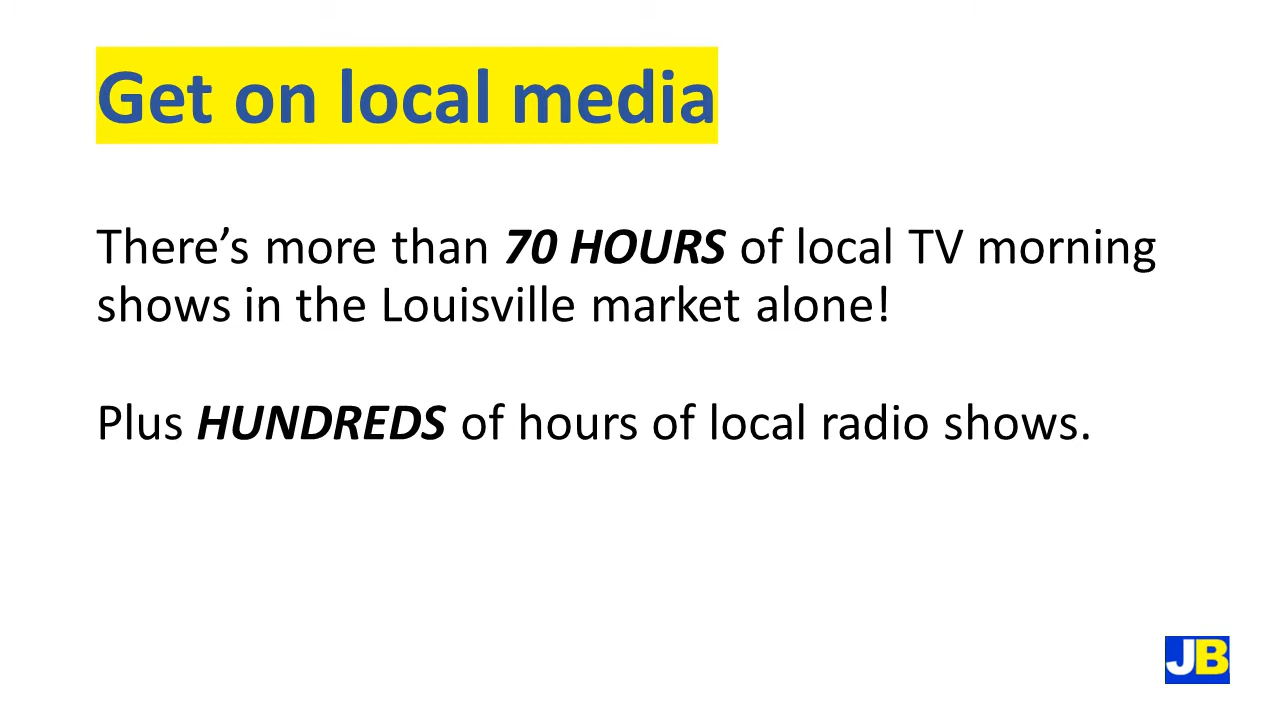 Get on local media
There’s more than 70 HOURS of local TV morning
shows in the Louisville market alone!
Plus HUNDREDS of hours of local radio shows.
JB